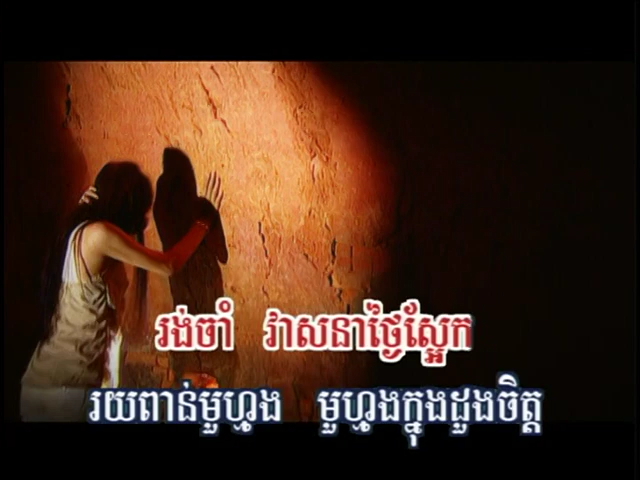 រង់ចាំ វាសនាថ្ងៃស្អែក
រយពាន់មួហ្មង មួហ្មងក្នុងដួងចិត្ត